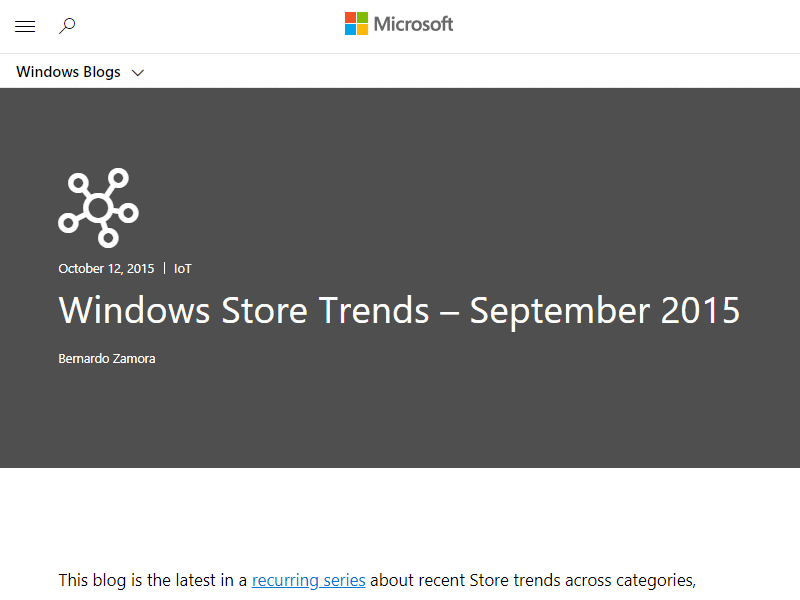 Microsoft
Windows Blogs
October 12, 2015 | IoT
Windows Store Trends – September 2015
Bernardo Zamora
This blog is the latest in a recurring series about recent Store trends across categories,